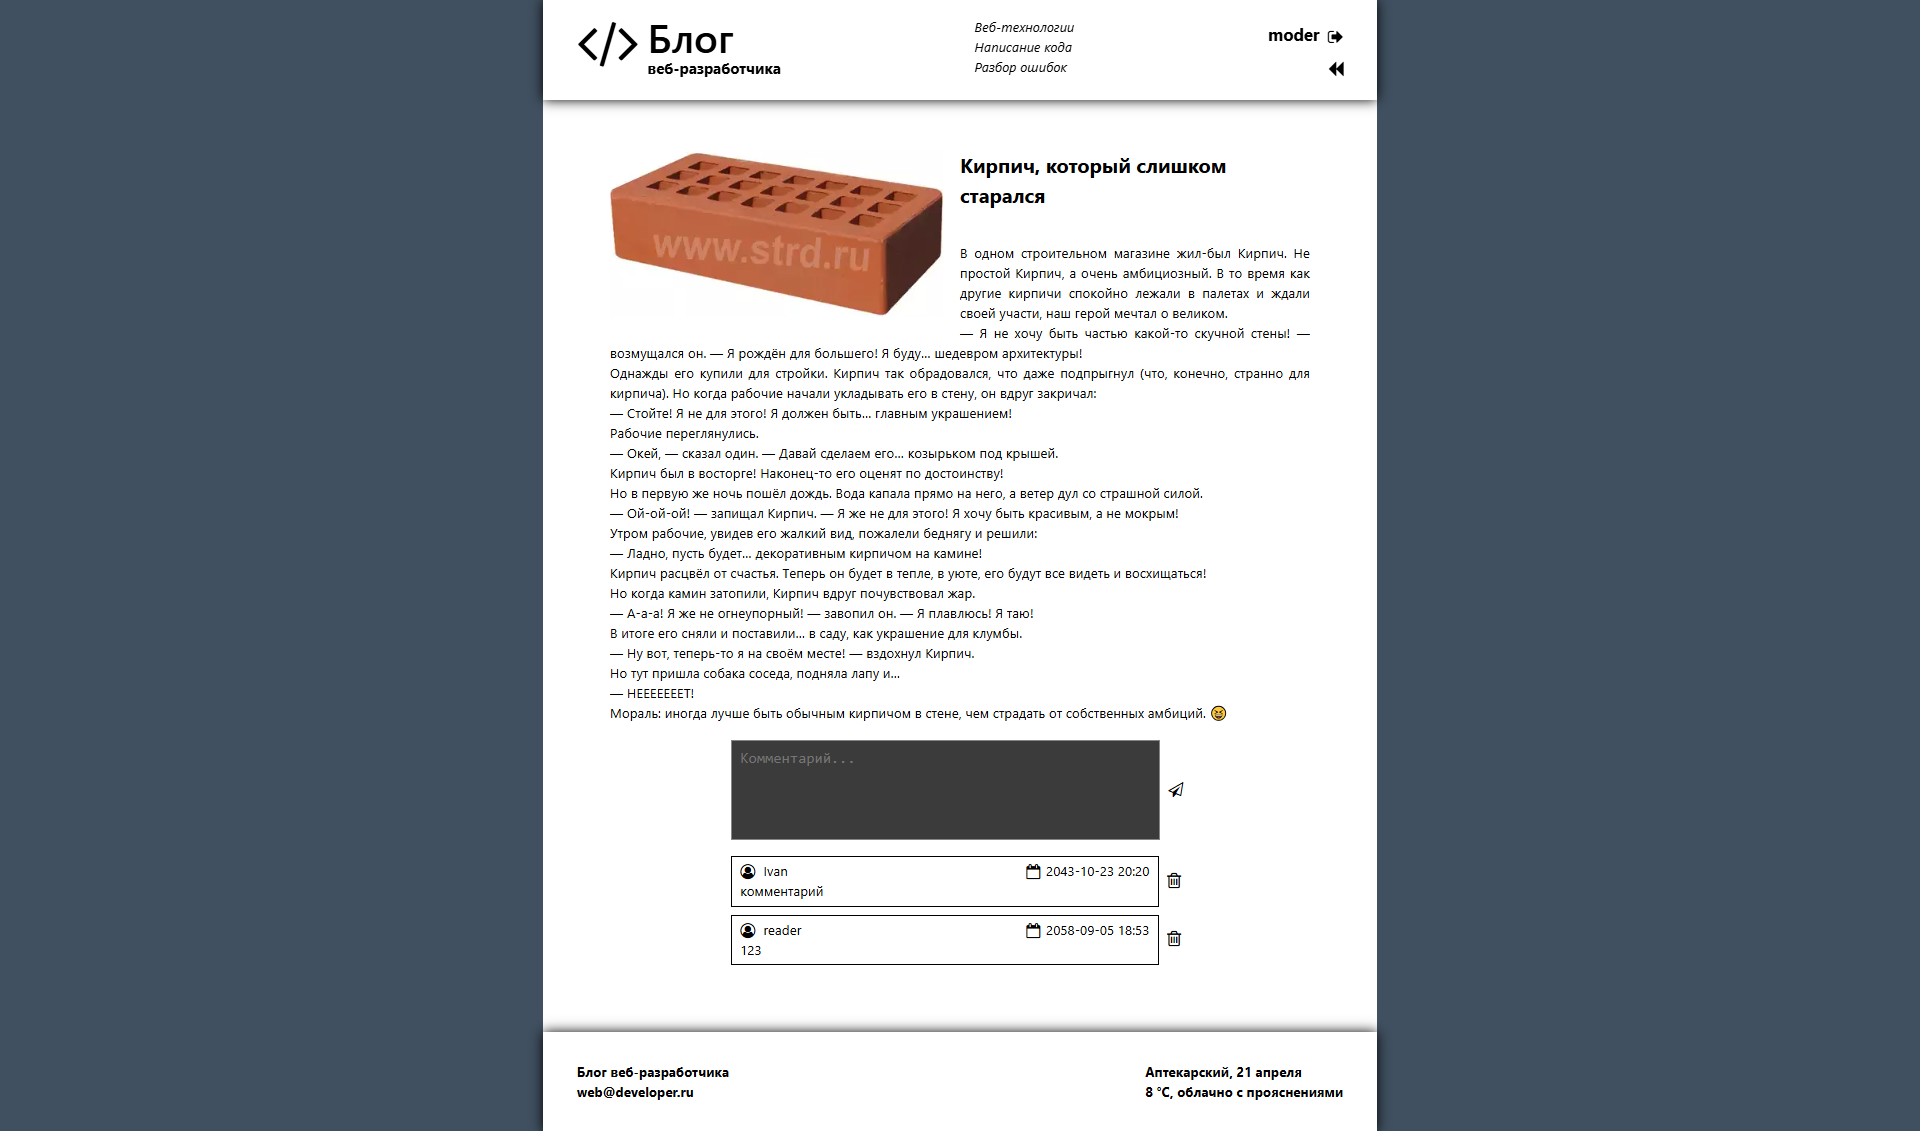 </> Блог
веб-разработчика
Веб-технологии
Написание кода
Разбор ошибок
moder
www.strd.ru
Кирпич, который слишком
старался
В одном строительном магазине жил-был Кирпич. Не
простой Кирпич, а очень амбициозный. В то время как
другие кирпичи спокойно лежали в палетах и ждали
своей участи, наш герой мечтал о великом.
— Я не хочу быть частью какой-то скучной стены! —
возмущался он. — Я рождён для большего! Я буду... шедевром архитектуры!
Однажды его купили для стройки. Кирпич так обрадовался, что даже подпрыгнул (что, конечно, странно для
кирпича). Но когда рабочие начали укладывать его в стену, он вдруг закричал:
— Стойте! Я не для этого! Я должен быть... главным украшением!
Рабочие переглянулись.
— Окей, — сказал один. — Давай сделаем его... козырьком под крышей.
Кирпич был в восторге! Наконец-то его оценят по достоинству!
Но в первую же ночь пошёл дождь. Вода капала прямо на него, а ветер дул со страшной силой.
— Ой-ой-ой! — запищал Кирпич. — Я же не для этого! Я хочу быть красивым, а не мокрым!
Утром рабочие, увидев его жалкий вид, пожалели беднягу и решили:
— Ладно, пусть будет... декоративным кирпичом на камине!
Кирпич расцвёл от счастья. Теперь он будет в тепле, в уюте, его будут все видеть и восхищаться!
Но когда камин затопили, Кирпич вдруг почувствовал жар.
— А-а-а! Я же не огнеупорный! — завопил он. — Я плавлюсь! Я таю!
В итоге его сняли и поставили... в саду, как украшение для клумбы.
— Ну вот, теперь-то я на своём месте! — вздохнул Кирпич.
Но тут пришла собака соседа, подняла лапу и...
— НЕЕЕЕЕЕЕТ!
Мораль: иногда лучше быть обычным кирпичом в стене, чем страдать от собственных амбиций. 😆
Комментарий...
Ivan 2043-10-23 20:20
комментарий
reader 2058-09-05 18:53
123
Блог веб-разработчика
web@developer.ru
Аптекарский, 21 апреля
8 °C, облачно с прояснениями